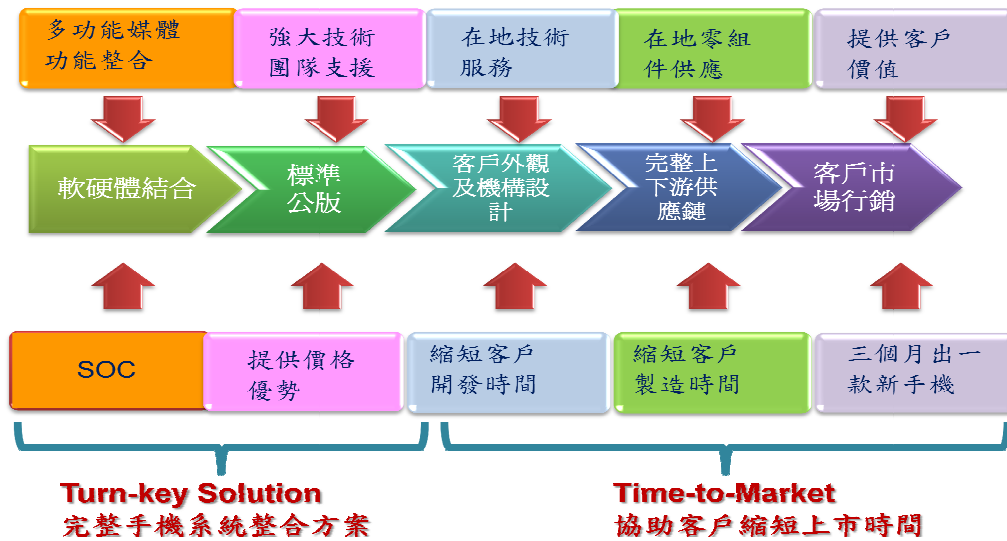 多功能媒體
功能整合
強大技術
團隊支援
在地技術
服務
在地零組
件供應
提供客戶
價值
軟硬體結合
標準
公版
客戶外觀
及機構設
計
完整上
下游供
應鏈
客戶市
場行銷
SOC
提供價格
優勢
縮短客戶
開發時間
縮短客戶
製造時間
三個月出一
款新手機
Turn-key Solution
完整手機系統整合方案
Time-to-Market
協助客戶縮短上市時間